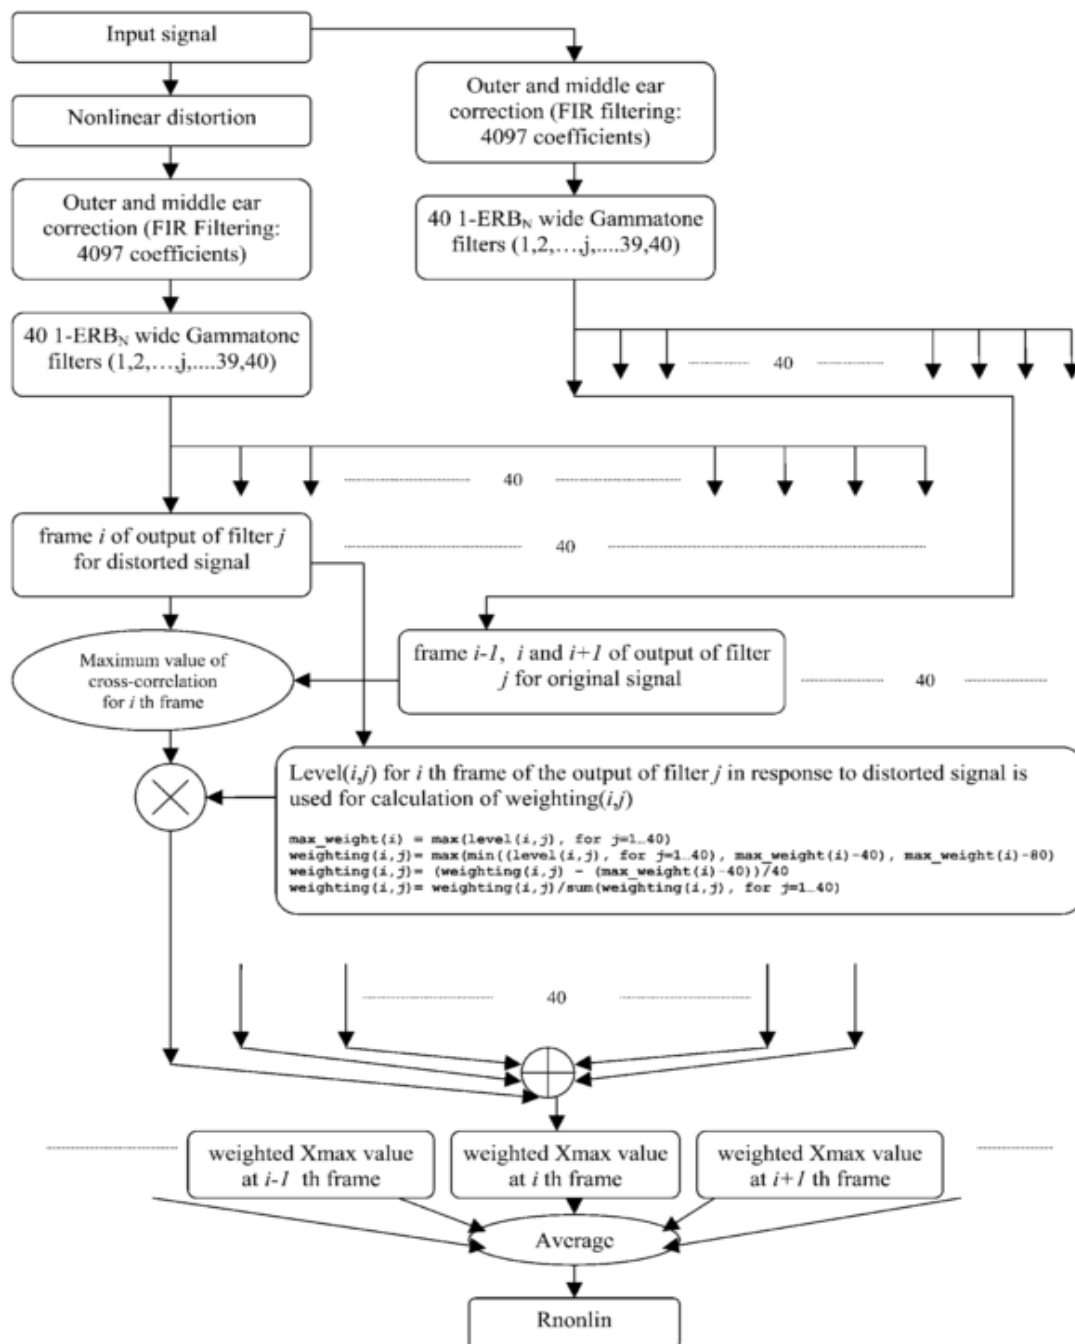 Input signal
Outer and middle ear
correction (FIR filtering:
4097 coefficients)
Nonlinear distortion
Outer and middle ear
correction (FIR Filtering:
4097 coefficients)
40 1-ERB_N wide Gammatone
filters (1,2,…,j,....39,40)
40 1-ERB_N wide Gammatone
filters (1,2,…,j,....39,40)
40
40
frame i of output of filter j
for distorted signal
40
Maximum value of
cross-correlation
for i th frame
frame i-1, i and i+1 of output of filter
j for original signal
40
Level(i,j) for i th frame of the output of filter j in response to distorted signal is
used for calculation of weighting(i,j)
max_weight(i) = max(level(i,j), for j=1…40)
weighting(i,j)= max(min((level(i,j), for j=1…40), max_weight(i)-40), max_weight(i)-80)
weighting(i,j)= (weighting(i,j) - (max_weight(i)-40))/40
weighting(i,j)= weighting(i,j)/sum(weighting(i,j), for j=1…40)
40
weighted Xmax value
at i-1 th frame
weighted Xmax value
at i th frame
weighted Xmax value
at i+1 th frame
Average
Rnonlin